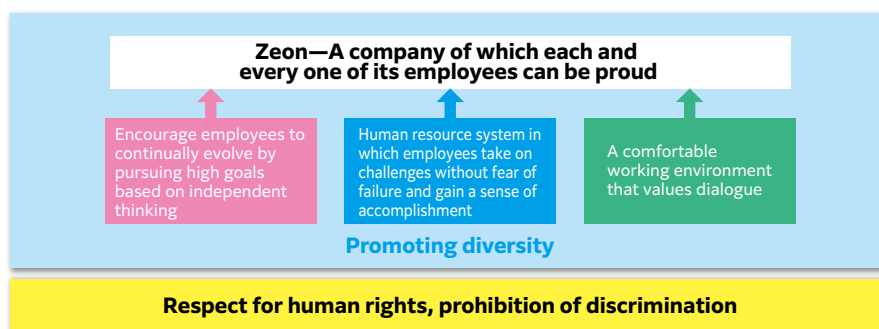 Zeon—A company of which each and
every one of its employees can be proud
Encourage employees to
continually evolve by
pursuing high goals
based on independent
thinking
Human resource system in
which employees take on
challenges without fear of
failure and gain a sense of
accomplishment
A comfortable
working environment
that values dialogue
Promoting diversity
Respect for human rights, prohibition of discrimination